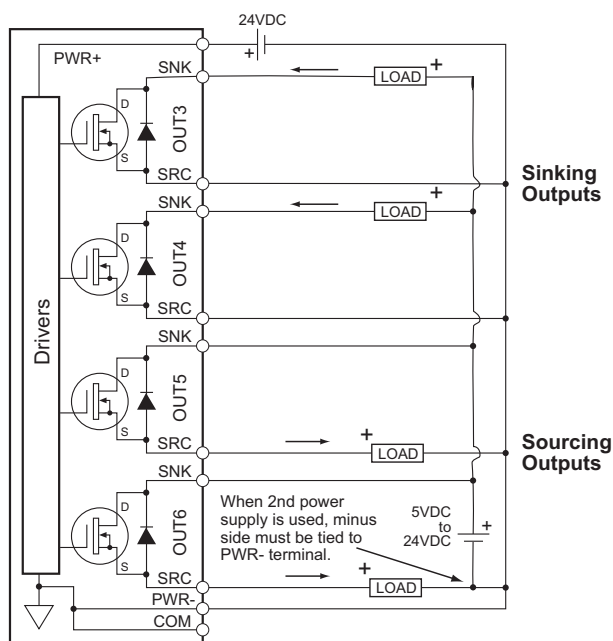 24VDC
+
PWR+
SNK
LOAD
+
D
S
OUT3
SRC
Sinking
Outputs
SNK
LOAD
+
D
S
OUT4
SRC
Drivers
SNK
D
S
OUT5
SRC
+
LOAD
Sourcing
Outputs
SNK
When 2nd power
supply is used, minus
side must be tied to
PWR- terminal.
5VDC
to
24VDC
+
D
S
OUT6
SRC
+
LOAD
PWR-
COM